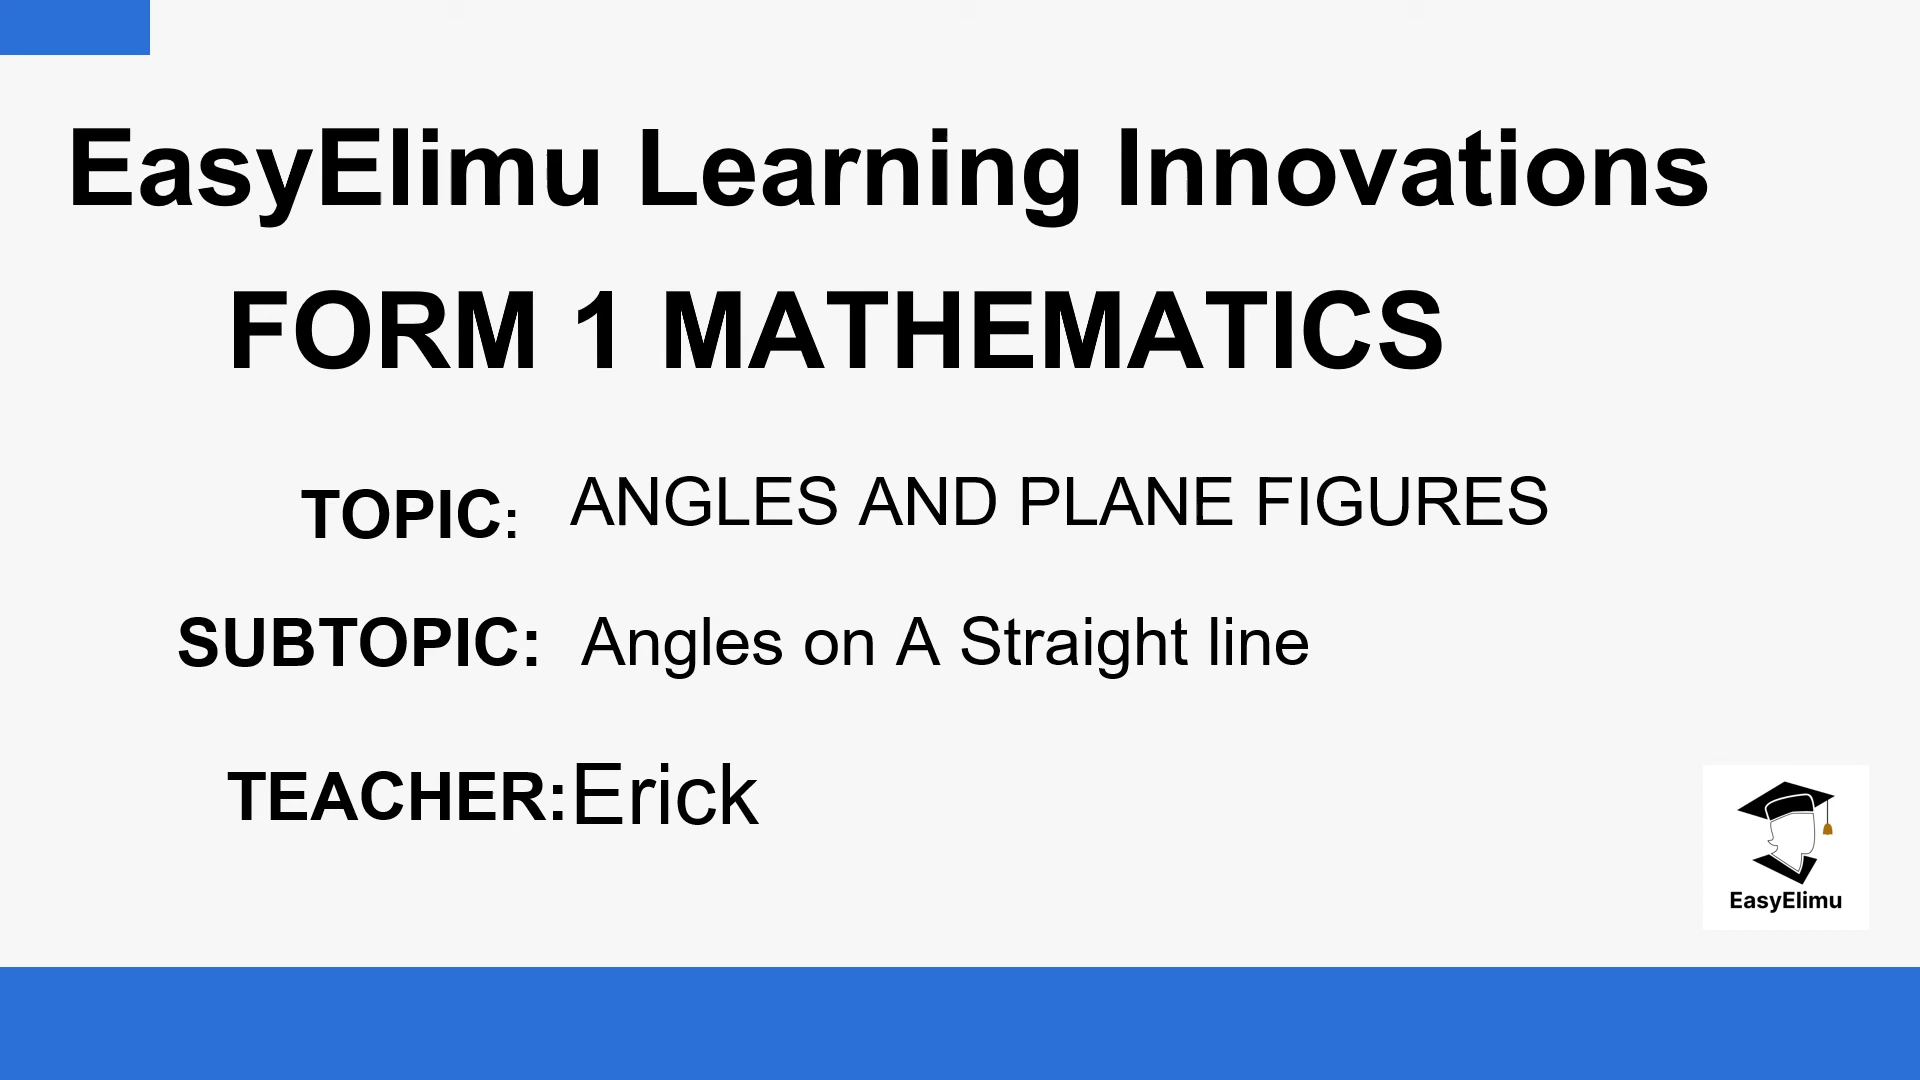 EasyElimu Learning Innovations
FORM 1 MATHEMATICS
TOPIC: ANGLES AND PLANE FIGURES
SUBTOPIC: Angles on A Straight line
TEACHER:Erick
EasyElimu